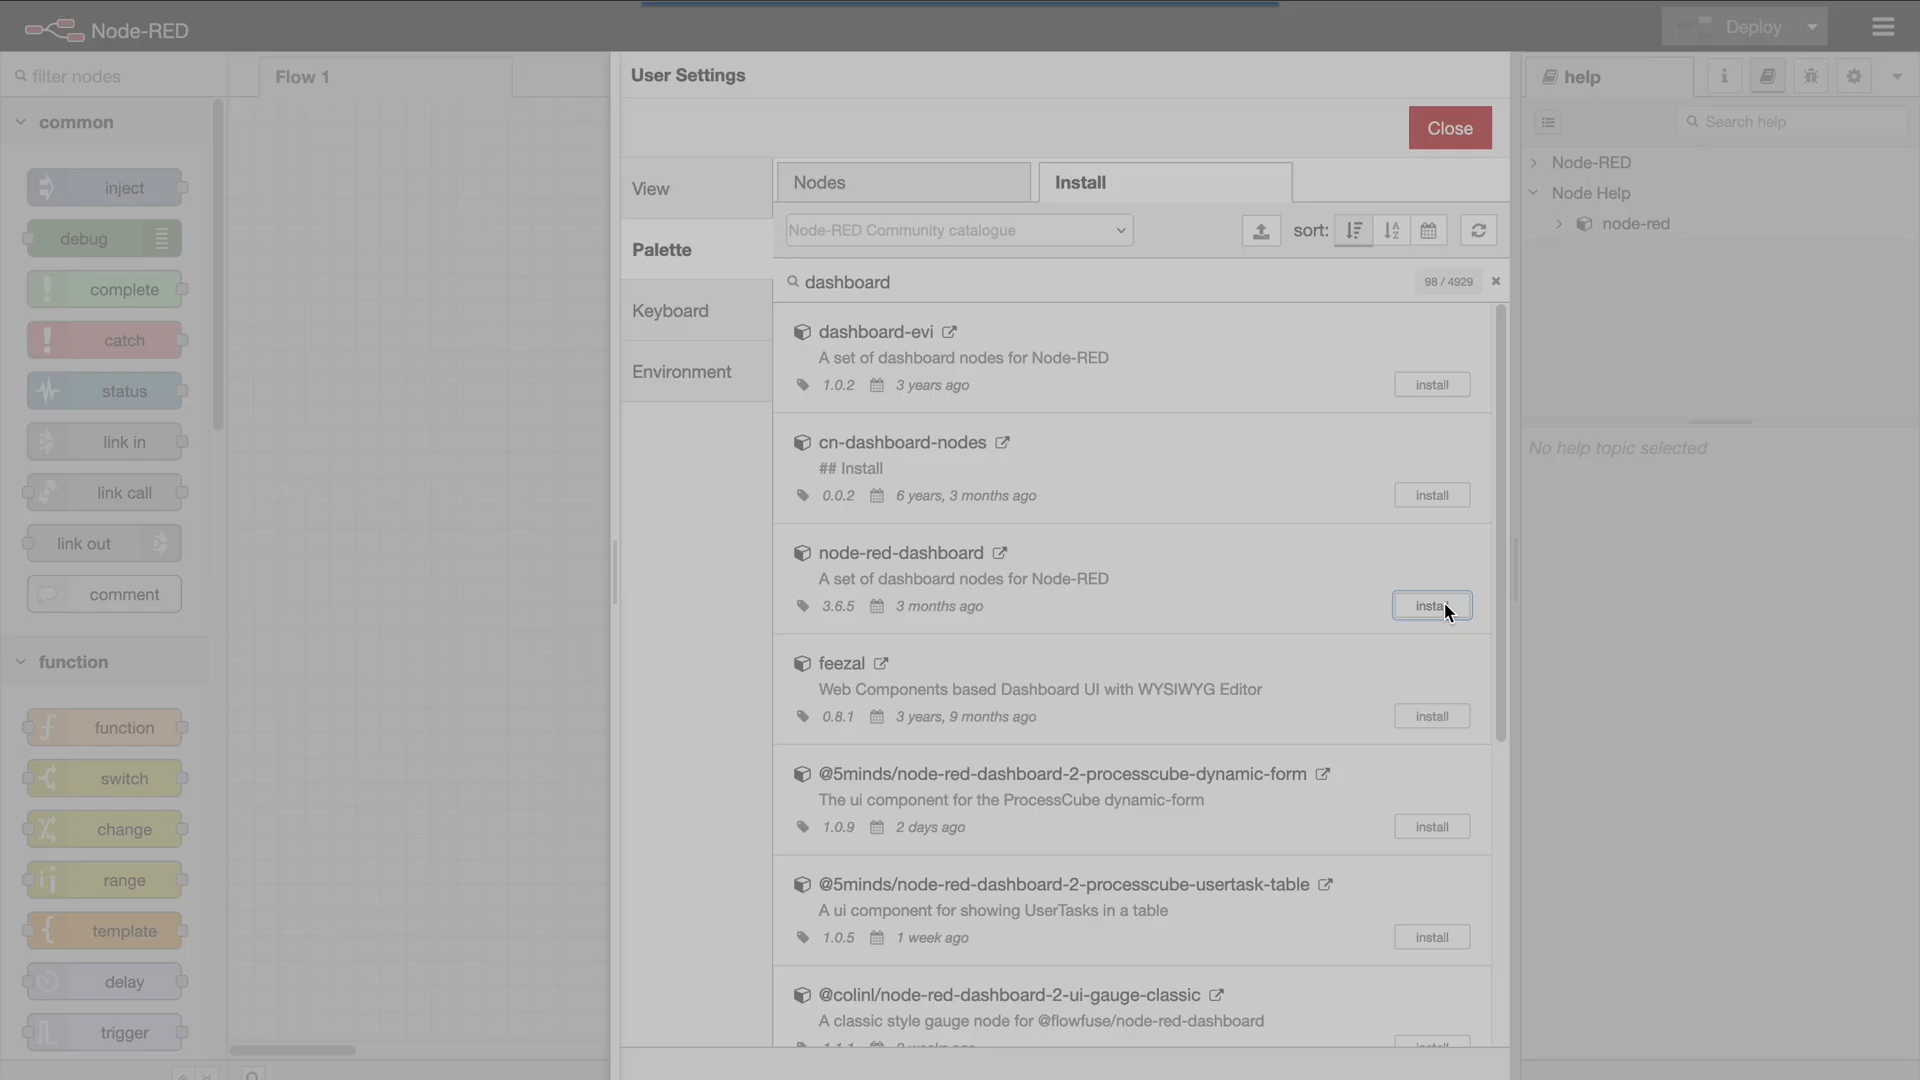 Node-RED
Deploy
filter nodes
Flow 1
common
inject
debug
complete
catch
status
link in
link call
link out
comment
function
function
switch
change
range
template
delay
trigger
User Settings
Close
View
Palette
Keyboard
Environment
Nodes
Install
Node-RED Community catalogue
sort:
dashboard
98 / 4929
dashboard-evi
A set of dashboard nodes for Node-RED
1.0.2 3 years ago
install
cn-dashboard-nodes
## Install
0.0.2 6 years, 3 months ago
install
node-red-dashboard
A set of dashboard nodes for Node-RED
3.6.5 3 months ago
install
feezal
Web Components based Dashboard UI with WYSIWYG Editor
0.8.1 3 years, 9 months ago
install
@5minds/node-red-dashboard-2-processcube-dynamic-form
The ui component for the ProcessCube dynamic-form
1.0.9 2 days ago
install
@5minds/node-red-dashboard-2-processcube-usertask-table
A ui component for showing UserTasks in a table
1.0.5 1 week ago
install
@colinl/node-red-dashboard-2-ui-gauge-classic
A classic style gauge node for @flowfuse/node-red-dashboard
help
Search help
Node-RED
Node Help
node-red
No help topic selected